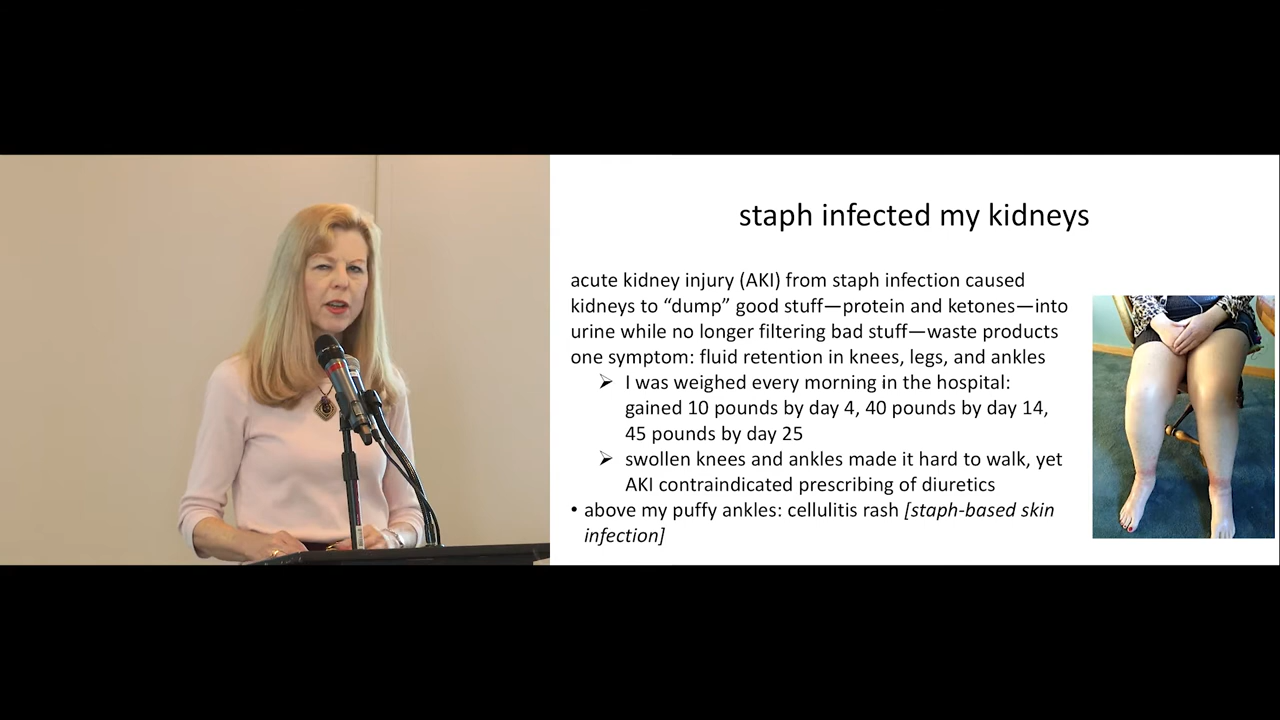 staph infected my kidneys
acute kidney injury (AKI) from staph infection caused
kidneys to “dump” good stuff—protein and ketones—into
urine while no longer filtering bad stuff—waste products
one symptom: fluid retention in knees, legs, and ankles
➢ I was weighed every morning in the hospital:
gained 10 pounds by day 4, 40 pounds by day 14,
45 pounds by day 25
➢ swollen knees and ankles made it hard to walk, yet
AKI contraindicated prescribing of diuretics
• above my puffy ankles: cellulitis rash [staph-based skin
infection]